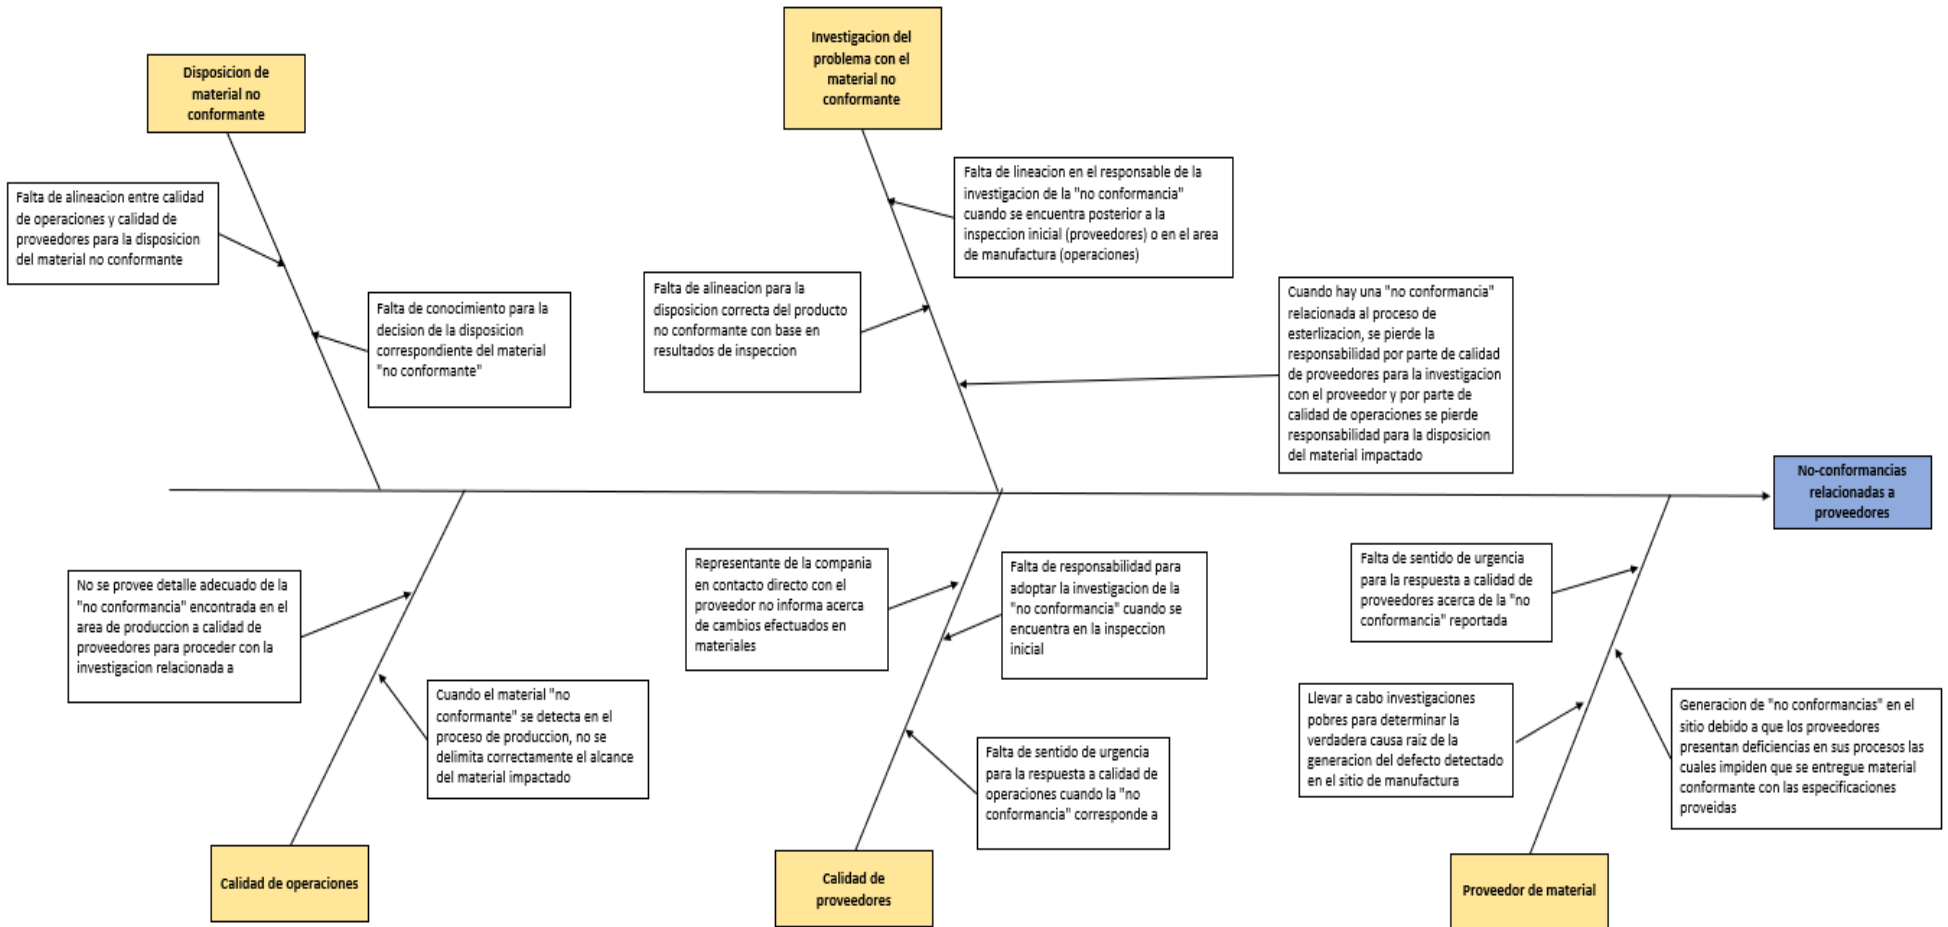 Disposicion de
material no
conformante
Investigacion del
problema con el
material no
conformante
Falta de alineacion entre calidad
de operaciones y calidad de
proveedores para la disposicion
del material no conformante
Falta de conocimiento para la
decision de la disposicion
correspondiente del material
"no conformante"
Falta de lineacion en el responsable de la
investigacion de la "no conformancia"
cuando se encuentra posterior a la
inspeccion inicial (proveedores) o en el area
de manufactura (operaciones)
Falta de alineacion para la
disposicion correcta del producto
no conformante con base en
resultados de inspeccion
Cuando hay una "no conformancia"
relacionada al proceso de
esterlizacion, se pierde la
responsabilidad por parte de calidad
de proveedores para la investigacion
con el proveedor y por parte de
calidad de operaciones se pierde
responsabilidad para la disposicion
del material impactado
No-conformancias
relacionadas a
proveedores
No se provee detalle adecuado de la
"no conformancia" encontrada en el
area de produccion a calidad de
proveedores para proceder con la
investigacion relacionada a
Cuando el material "no
conformante" se detecta en el
proceso de produccion, no se
delimita correctamente el alcance
del material impactado
Representante de la compania
en contacto directo con el
proveedor no informa acerca
de cambios efectuados en
materiales
Falta de responsabilidad para
adoptar la investigacion de la
"no conformancia" cuando se
encuentra en la inspeccion
inicial
Falta de sentido de urgencia
para la respuesta a calidad de
operaciones cuando la "no
conformancia" corresponde a
Falta de sentido de urgencia
para la respuesta a calidad de
proveedores acerca de la "no
conformancia" reportada
Llevar a cabo investigaciones
pobres para determinar la
verdadera causa raiz de la
generacion del defecto detectado
en el sitio de manufactura
Generacion de "no conformancias" en el
sitio debido a que los proveedores
presentan deficiencias en sus procesos las
cuales impiden que se entregue material
conformante con las especificaciones
proveidas
Calidad de operaciones
Calidad de
proveedores
Proveedor de material